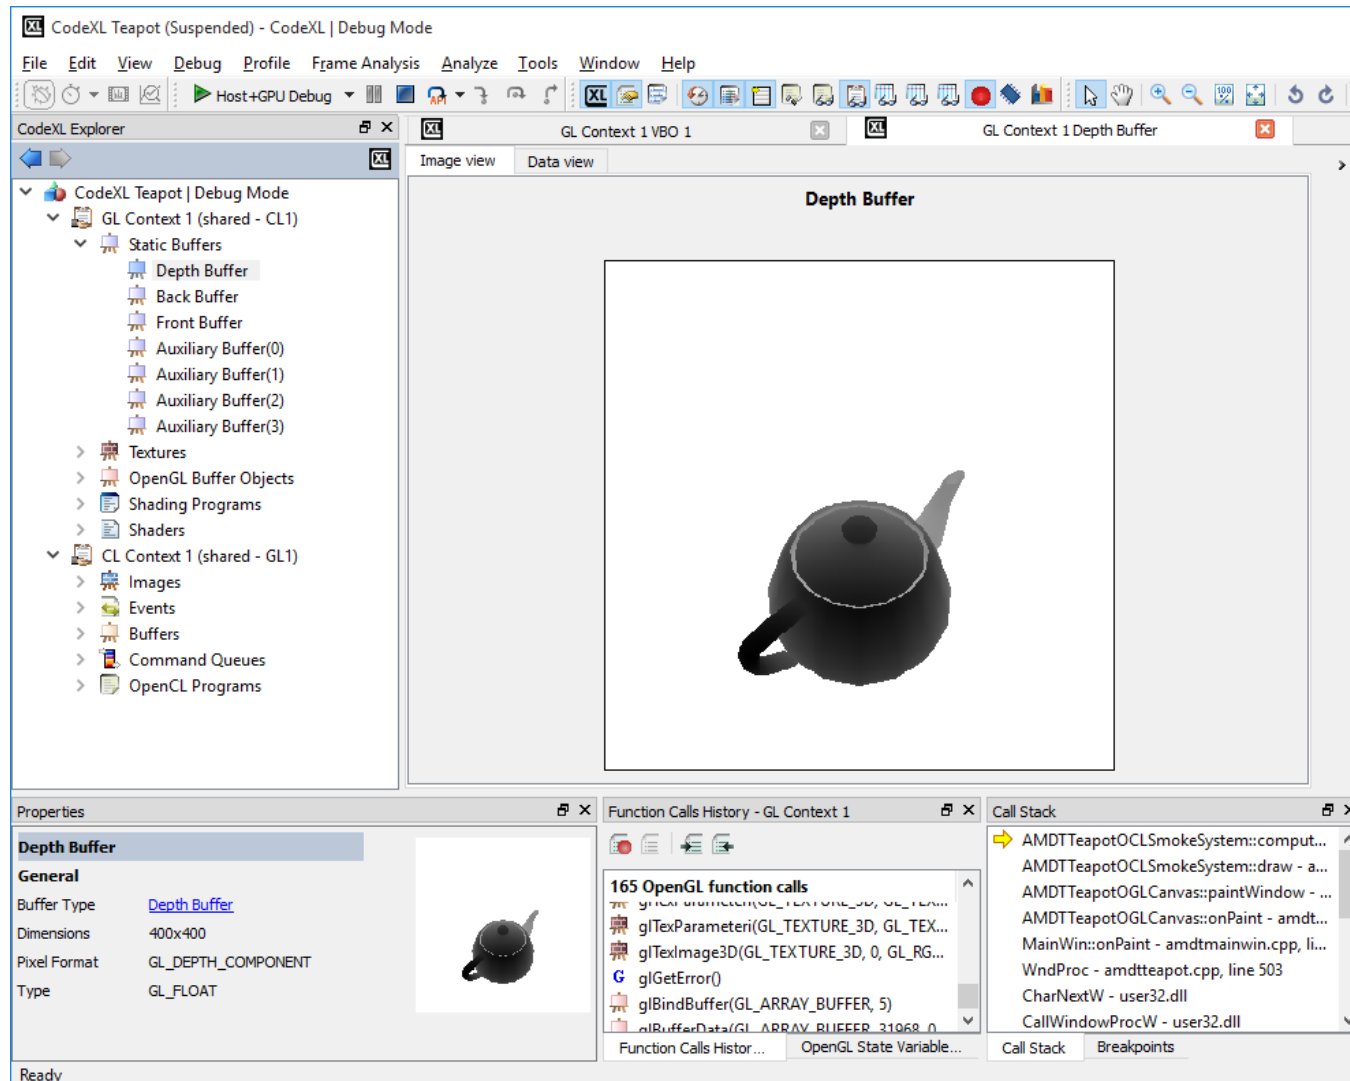 CodeXL Teapot (Suspended) - CodeXL | Debug Mode
File Edit View Debug Profile Frame Analysis Analyze Tools Window Help
Host+GPU Debug
CodeXL Explorer
GL Context 1 VBO 1
GL Context 1 Depth Buffer
Image view Data view
CodeXL Teapot | Debug Mode
GL Context 1 (shared - CL1)
Static Buffers
Depth Buffer
Back Buffer
Front Buffer
Auxiliary Buffer(0)
Auxiliary Buffer(1)
Auxiliary Buffer(2)
Auxiliary Buffer(3)
Textures
OpenGL Buffer Objects
Shading Programs
Shaders
CL Context 1 (shared - GL1)
Images
Events
Buffers
Command Queues
OpenCL Programs
Depth Buffer
Properties
Depth Buffer
General
Buffer Type Depth Buffer
Dimensions 400x400
Pixel Format GL_DEPTH_COMPONENT
Type GL_FLOAT
Function Calls History - GL Context 1
165 OpenGL function calls
glTexParameteri(GL_TEXTURE_3D, GL_TEX...
glTexParameteri(GL_TEXTURE_3D, GL_TEX...
glTexImage3D(GL_TEXTURE_3D, 0, GL_RG...
glGetError()
glBindBuffer(GL_ARRAY_BUFFER, 5)
glBufferData(GL_ARRAY_BUFFER, 31968, 0
Function Calls Histor... OpenGL State Variable...
Call Stack
AMDTTeapotOCLSmokeSystem::comput...
AMDTTeapotOCLSmokeSystem::draw - a...
AMDTTeapotOGLCanvas::paintWindow - ...
AMDTTeapotOGLCanvas::onPaint - amdt...
MainWin::onPaint - amdtmainwin.cpp, li...
WndProc - amdtteapot.cpp, line 503
CharNextW - user32.dll
CallWindowProcW - user32.dll
Call Stack Breakpoints
Ready